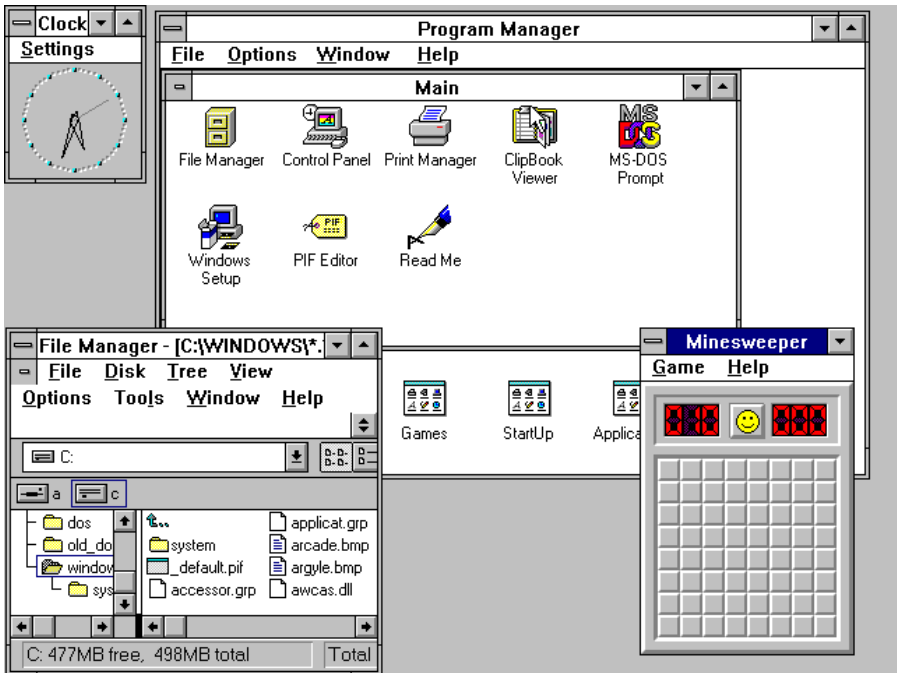 Clock
Settings
Program Manager
File Options Window Help
Main
File Manager
Control Panel
Print Manager
ClipBook Viewer
MS-DOS Prompt
Windows Setup
PIF Editor
Read Me
File Manager - [C:\WINDOWS\*.
File Disk Tree View
Options Tools Window Help
C:
a c
dos
old_do
window
sys
system
_default.pif
accessor.grp
applicat.grp
arcade.bmp
argyle.bmp
awcas.dll
C: 477MB free, 498MB total Total
Games
StartUp
Applica
Minesweeper
Game Help
010 000